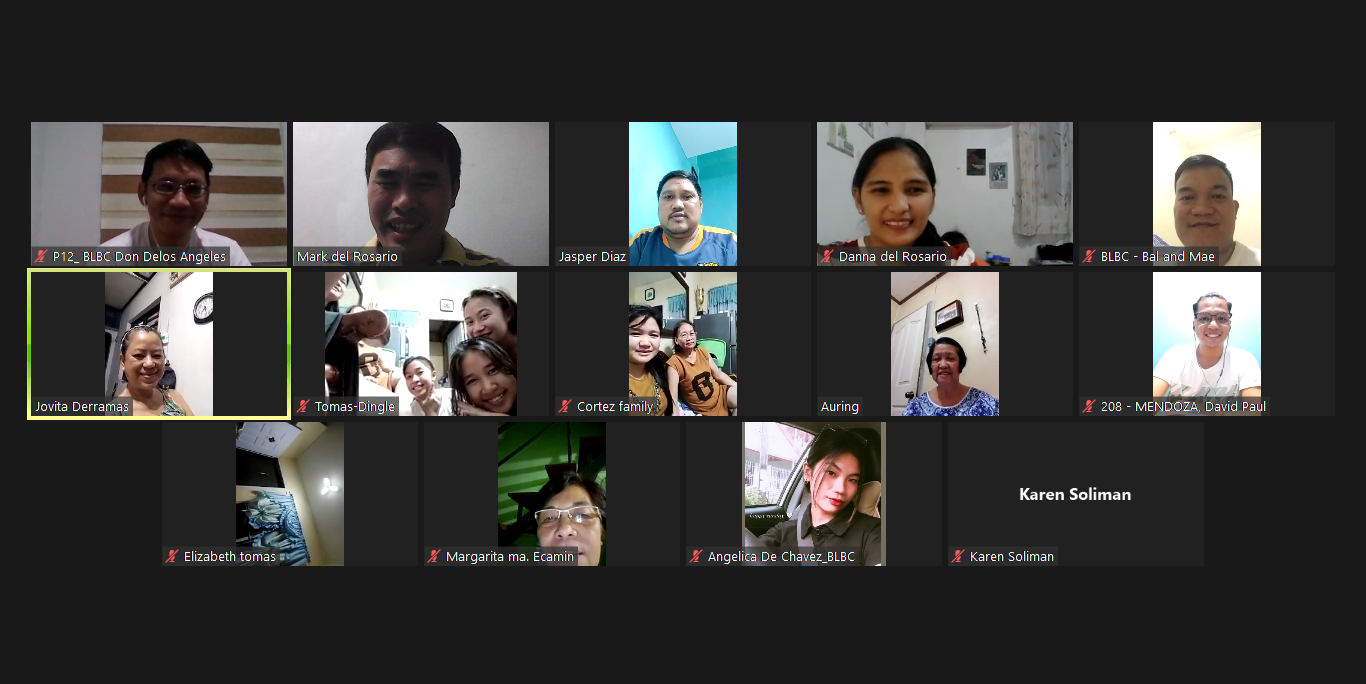 P12_ BLBC Don Delos Angeles
Mark del Rosario
Jasper Diaz
Danna del Rosario
BLBC - Bal and Mae
Jovita Derramas
Tomas-Dingle
Cortez family
Auring
208 - MENDOZA, David Paul
Elizabeth tomas
Margarita ma. Ecamin
Angelica De Chavez_BLBC
Karen Soliman
Karen Soliman